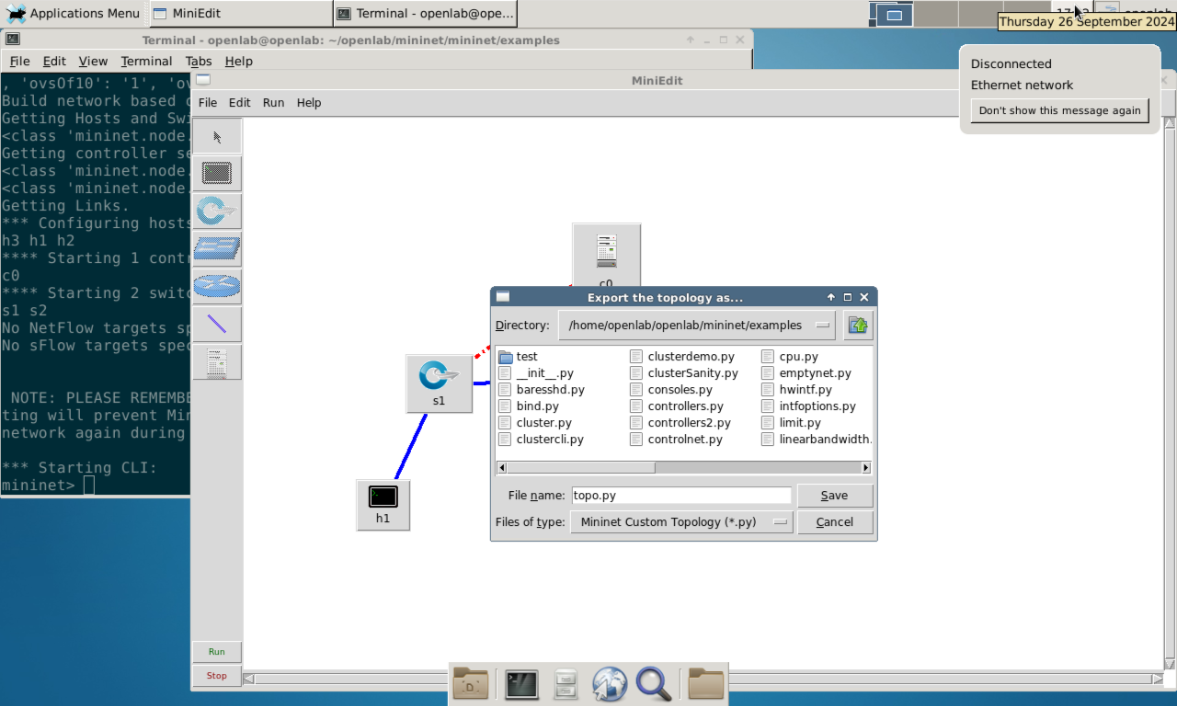 Applications Menu
MiniEdit
Terminal - openlab@ope...
Thursday 26 September 2024
Terminal - openlab@openlab: ~/openlab/mininet/mininet/examples
File Edit View Terminal Tabs Help
Disconnected
Ethernet network
Don't show this message again
, 'ovsOf10': '1', 'ov
Build network based
Getting Hosts and Swi
<class 'mininet.node.
Getting controller se
<class 'mininet.node.
<class 'mininet.node.
Getting Links.
*** Configuring hosts
h3 h1 h2
**** Starting 1 contr
c0
**** Starting 2 switc
s1 s2
No NetFlow targets sp
No sFlow targets spec
NOTE: PLEASE REMEMBE
ting will prevent Min
network again during
*** Starting CLI:
mininet>
MiniEdit
File Edit Run Help
c0
s1
h1
Run
Stop
Export the topology as...
Directory: /home/openlab/openlab/mininet/examples
test clusterdemo.py cpu.py
__init__.py clusterSanity.py emptynet.py
baresshd.py consoles.py hwintf.py
bind.py controllers.py intfoptions.py
cluster.py controllers2.py limit.py
clustercli.py controlnet.py linearbandwidth.
File name: topo.py Save
Files of type: Mininet Custom Topology (*.py) Cancel